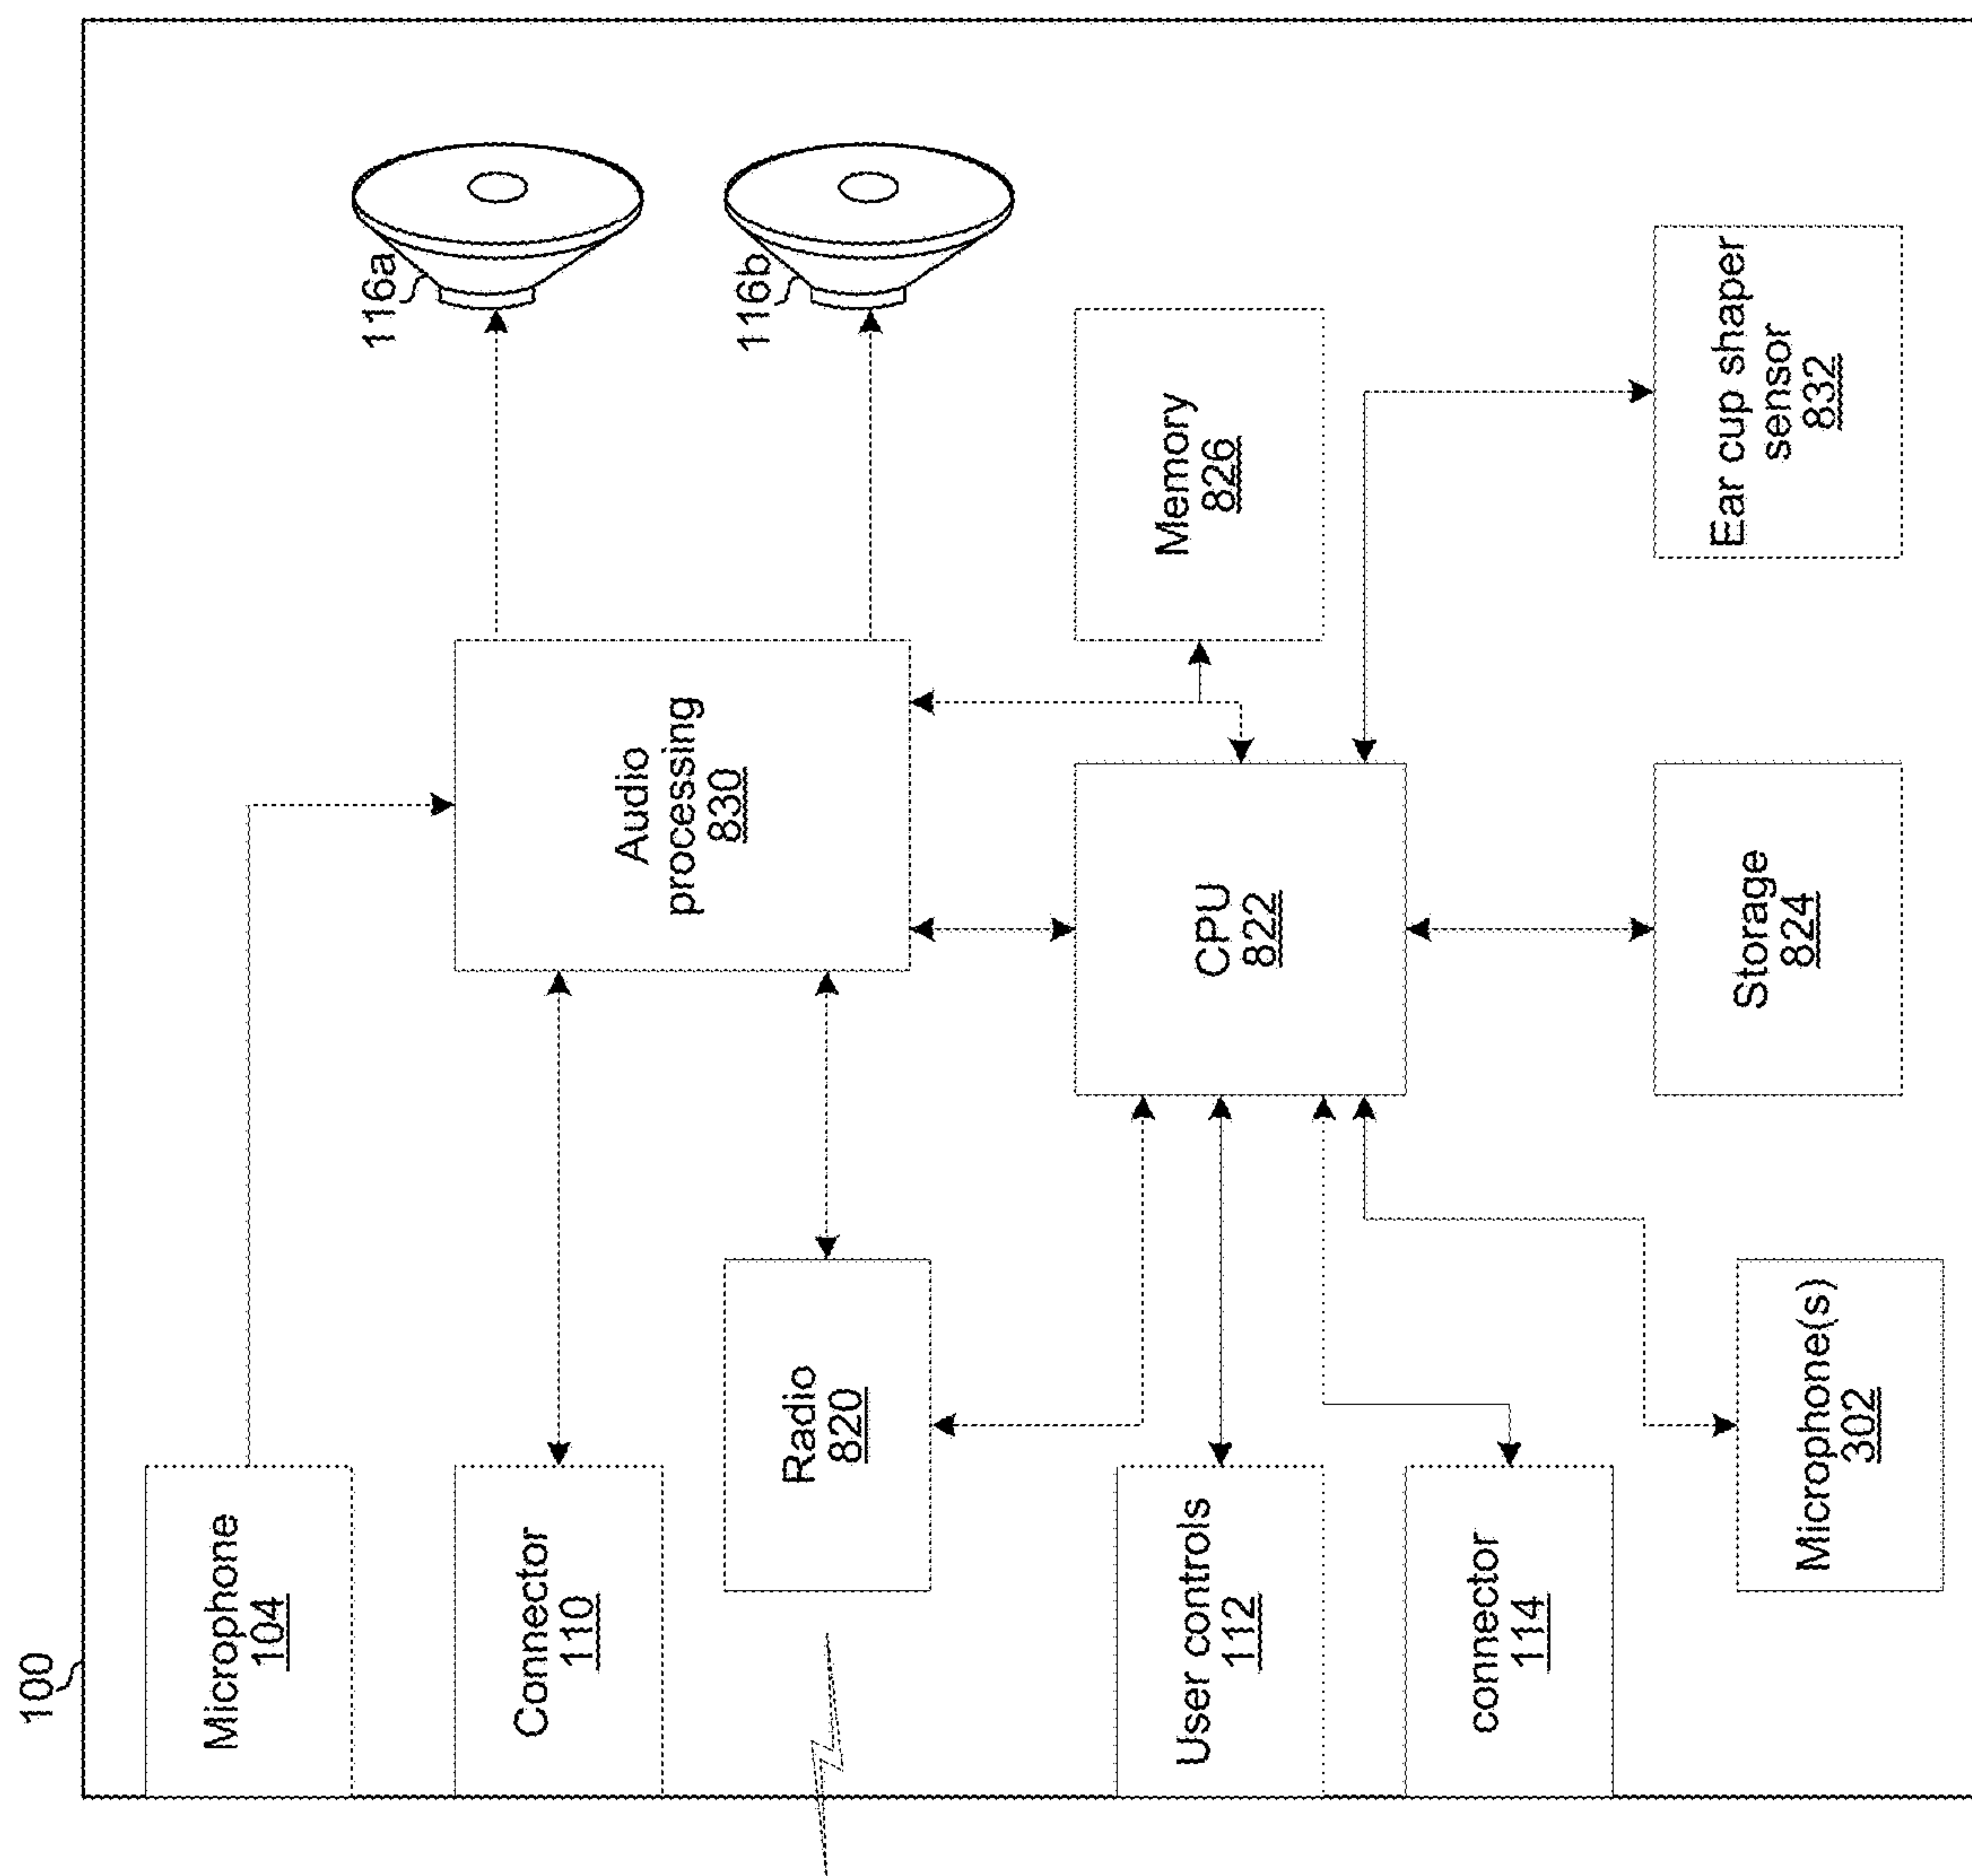 100
Microphone
104
116a
Connector
110
Audio
processing
830
116b
Radio
820
User controls
112
CPU
822
Memory
826
connector
114
Microphone(s)
302
Storage
824
Ear cup shaper
sensor
832